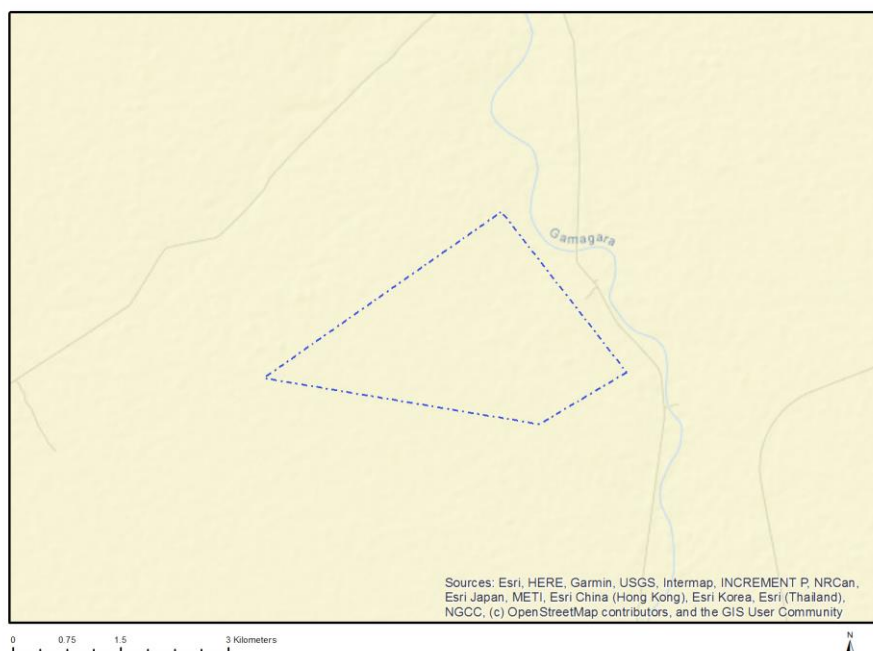 Gamagara
Sources: Esri, HERE, Garmin, USGS, Intermap, INCREMENT P, NRCan,
Esri Japan, METI, Esri China (Hong Kong), Esri Korea, Esri (Thailand),
NGCC, (c) OpenStreetMap contributors, and the GIS User Community
0 0.75 1.5 3 Kilometers
N